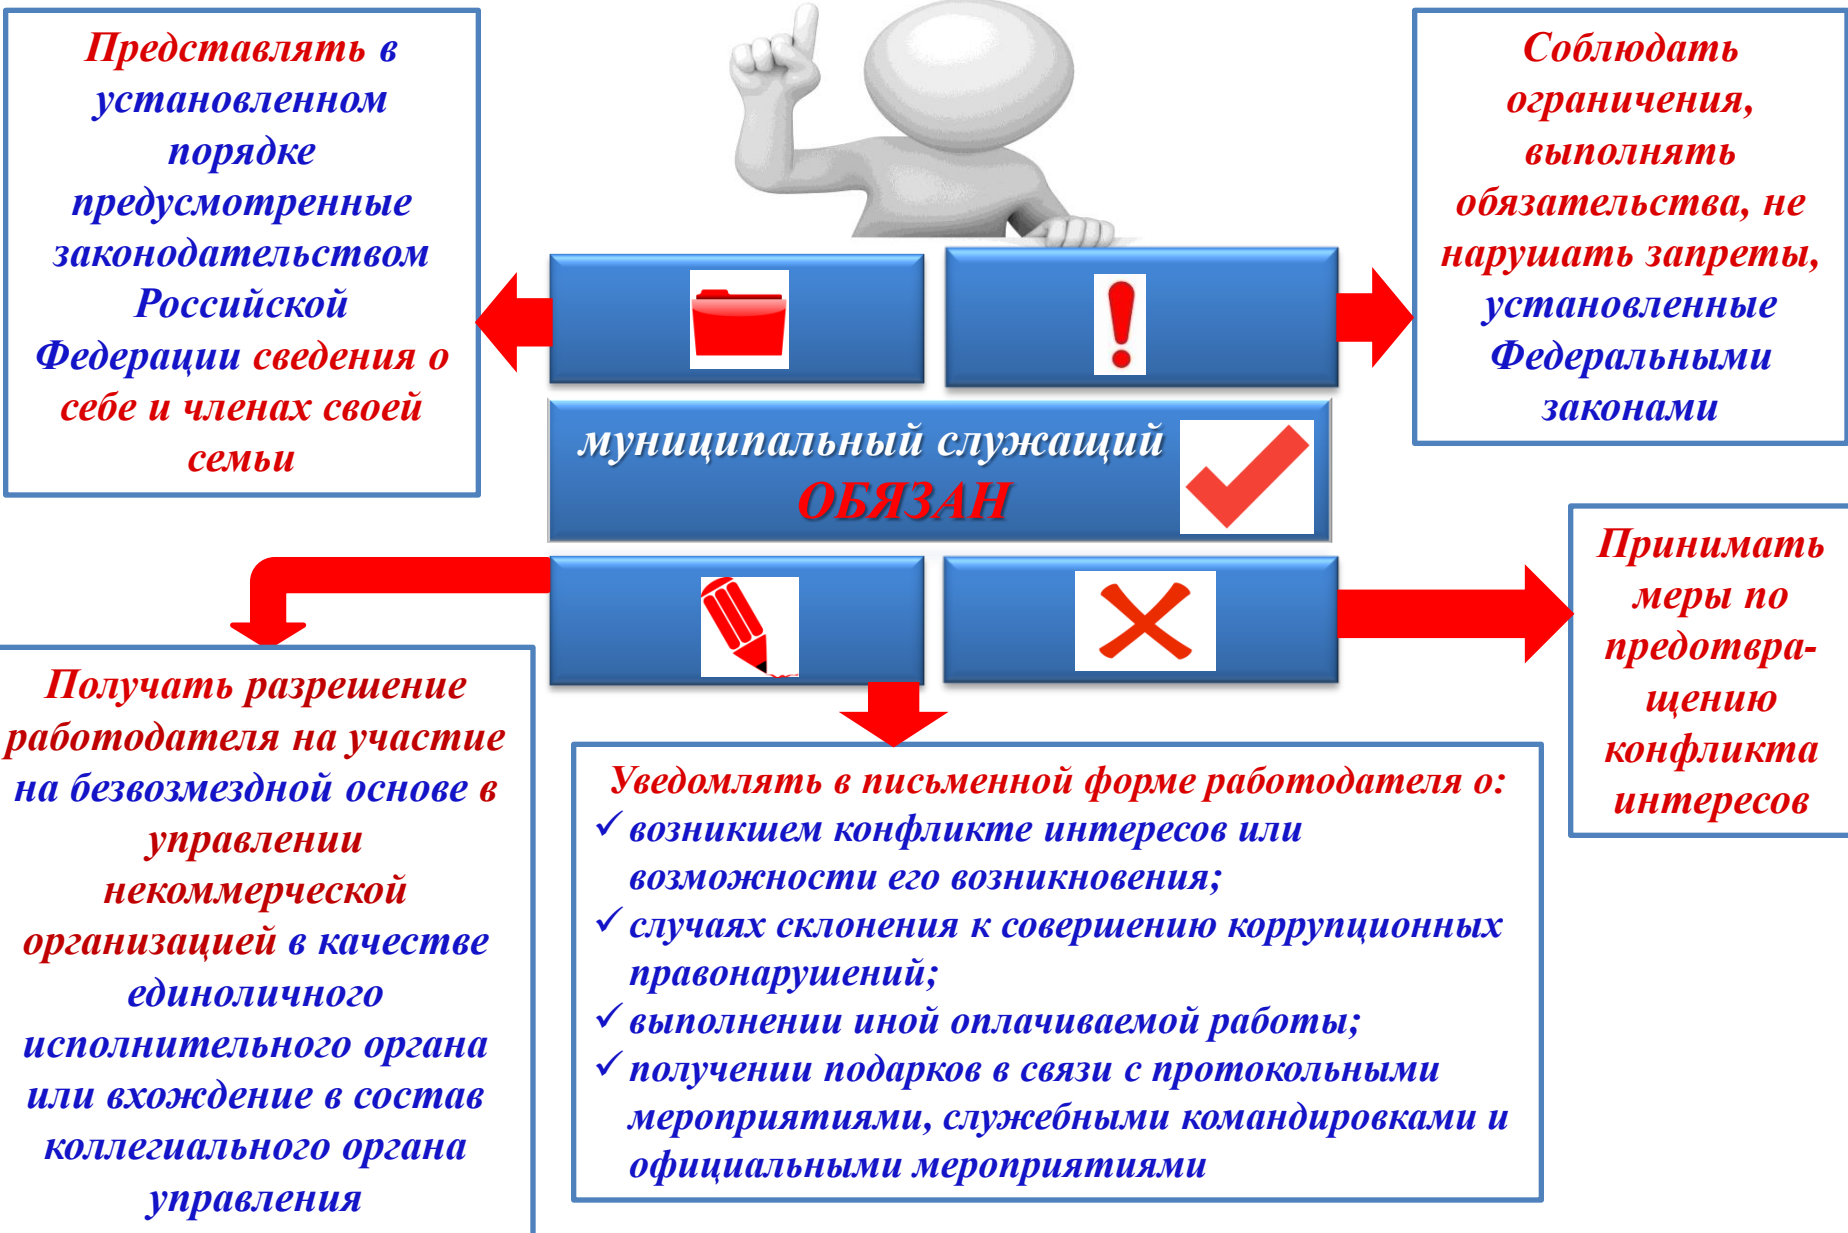 Представлять в
установленном
порядке
предусмотренные
законодательством
Российской
Федерации сведения о
себе и членах своей
семьи
Соблюдать
ограничения,
выполнять
обязательства, не
нарушать запреты,
установленные
Федеральными
законами
муниципальный служащий
ОБЯЗАН
Принимать
меры по
предотвра-
щению
конфликта
интересов
Получать разрешение
работодателя на участие
на безвозмездной основе в
управлении
некоммерческой
организацией в качестве
единоличного
исполнительного органа
или вхождение в состав
коллегиального органа
управления
Уведомлять в письменной форме работодателя о:
✓ возникшем конфликте интересов или
возможности его возникновения;
✓ случаях склонения к совершению коррупционных
правонарушений;
✓ выполнении иной оплачиваемой работы;
✓ получении подарков в связи с протокольными
мероприятиями, служебными командировками и
официальными мероприятиями